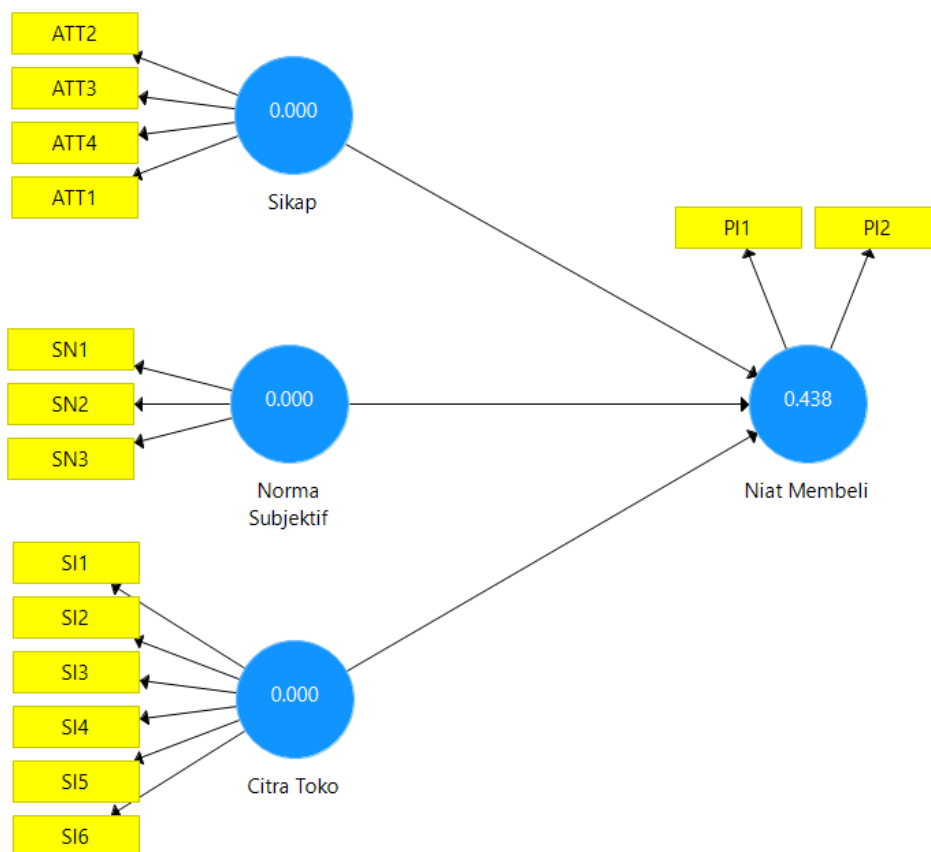 ATT2
ATT3
ATT4
ATT1
0.000
Sikap
PI1
PI2
SN1
SN2
SN3
0.000
Norma
Subjektif
0.438
Niat Membeli
SI1
SI2
SI3
SI4
SI5
SI6
0.000
Citra Toko